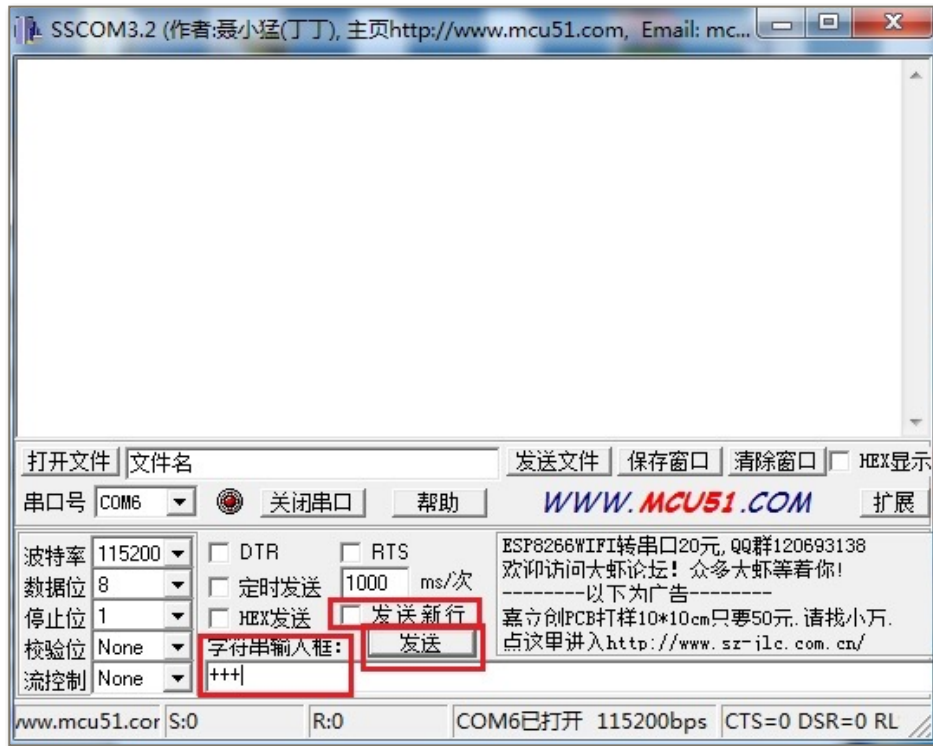 SSCOM3.2 (作者:聂小猛(丁丁), 主页http://www.mcu51.com, Email: mc...
打开文件 文件名 发送文件 保存窗口 清除窗口 HEX显示
串口号 COM6 关闭串口 帮助 WWW.MCU51.COM 扩展
波特率 115200 DTR RTS
数据位 8 定时发送 1000 ms/次
停止位 1 HEX发送 发送新行
校验位 None 字符串输入框: 发送
流控制 None +++
ESP8266WIFI转串口20元,QQ群120693138
欢迎访问大虾论坛!众多大虾等着你!
--------以下为广告--------
嘉立创PCB打样10*10cm只要50元.请找小万.
点这里进入http://www.sz-jlc.com.cn/
www.mcu51.cor S:0 R:0 COM6已打开 115200bps CTS=0 DSR=0 RL